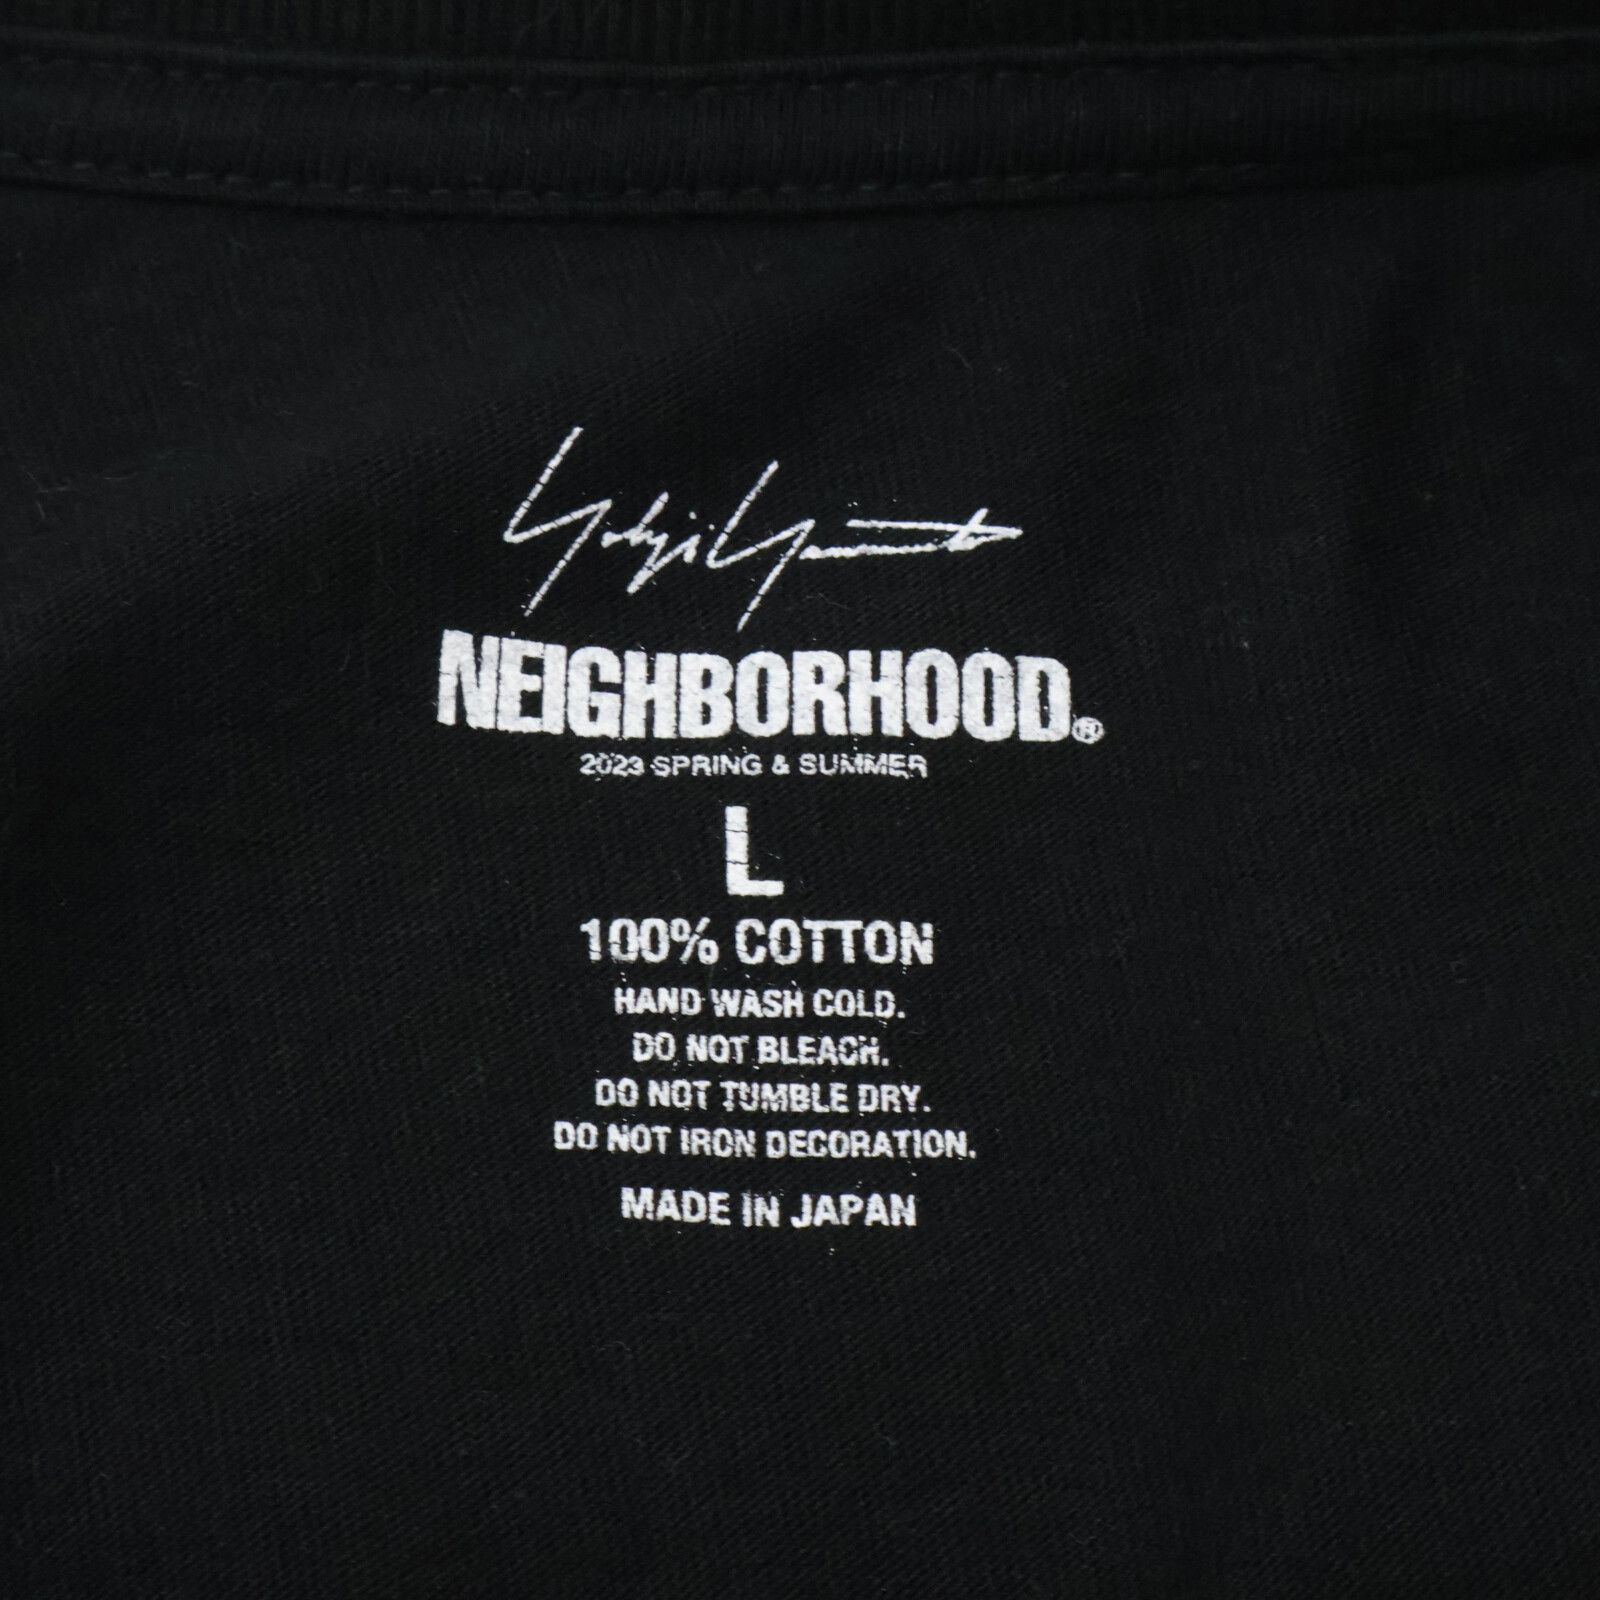 Yohji Yamamoto
NEIGHBORHOOD®
2023 SPRING & SUMMER
L
100% COTTON
HAND WASH COLD.
DO NOT BLEACH.
DO NOT TUMBLE DRY.
DO NOT IRON DECORATION.
MADE IN JAPAN